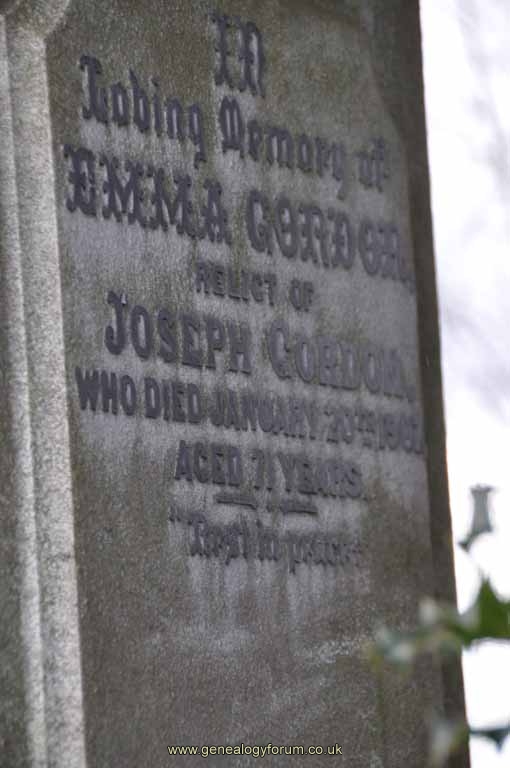 In
Loving Memory of
EMMA GORDON,
RELICT OF
JOSEPH GORDON,
WHO DIED JANUARY 20TH
AGED 71 YEARS.
in peace"
www.genealogyforum.co.uk